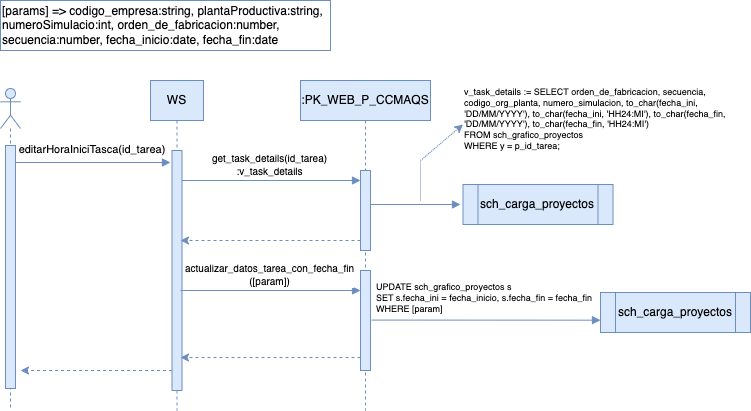 [params] => codigo_empresa:string, plantaProductiva:string,
numeroSimulacio:int, orden_de_fabricacion:number,
secuencia:number, fecha_inicio:date, fecha_fin:date
WS
:PK_WEB_P_CCMAQS
v_task_details := SELECT orden_de_fabricacion, secuencia,
codigo_org_planta, numero_simulacion, to_char(fecha_ini,
'DD/MM/YYYY'), to_char(fecha_ini, 'HH24:MI'), to_char(fecha_fin,
'DD/MM/YYYY'), to_char(fecha_fin, 'HH24:MI')
FROM sch_grafico_proyectos
WHERE y = p_id_tarea;
editarHoraIniciTasca(id_tarea)
get_task_details(id_tarea)
:v_task_details
sch_carga_proyectos
actualizar_datos_tarea_con_fecha_fin
([param])
UPDATE sch_grafico_proyectos s
SET s.fecha_ini = fecha_inicio, s.fecha_fin = fecha_fin
WHERE [param]
sch_carga_proyectos